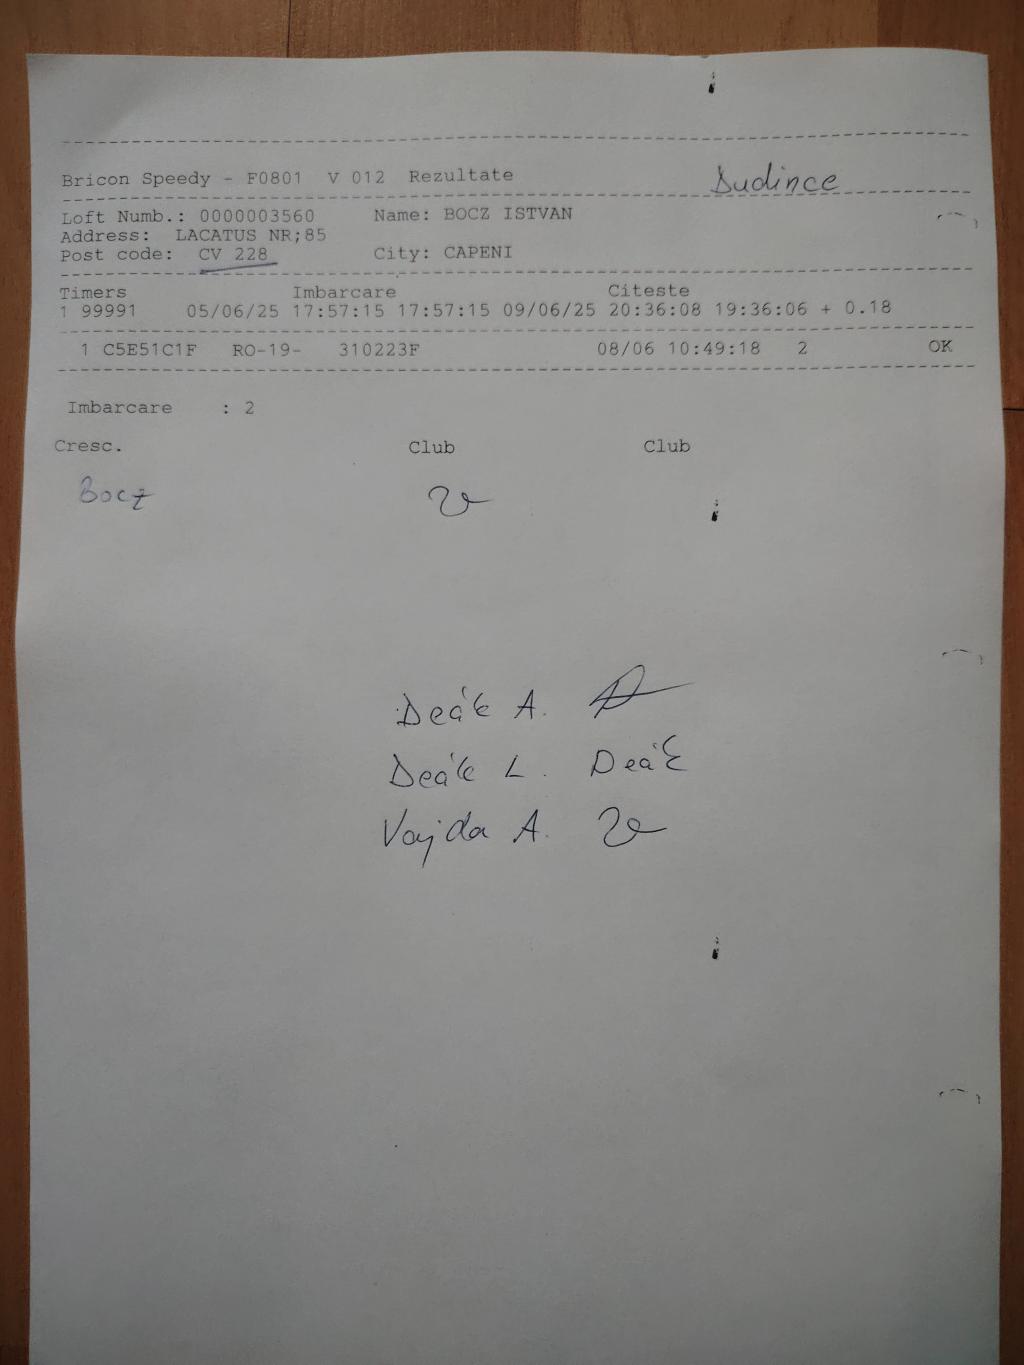 Bricon Speedy - F0801 V 012 Rezultate Dudince
Loft Numb.: 0000003560 Name: BOCZ ISTVAN
Address: LACATUS NR;85
Post code: CV 228 City: CAPENI
Timers Imbarcare Citeste
1 99991 05/06/25 17:57:15 17:57:15 09/06/25 20:36:08 19:36:06 + 0.18
1 C5E51C1F RO-19- 310223F 08/06 10:49:18 2 OK
Imbarcare : 2
Cresc. Club Club
Bocz
Deák A.
Deák L. Deák
Vajda A.